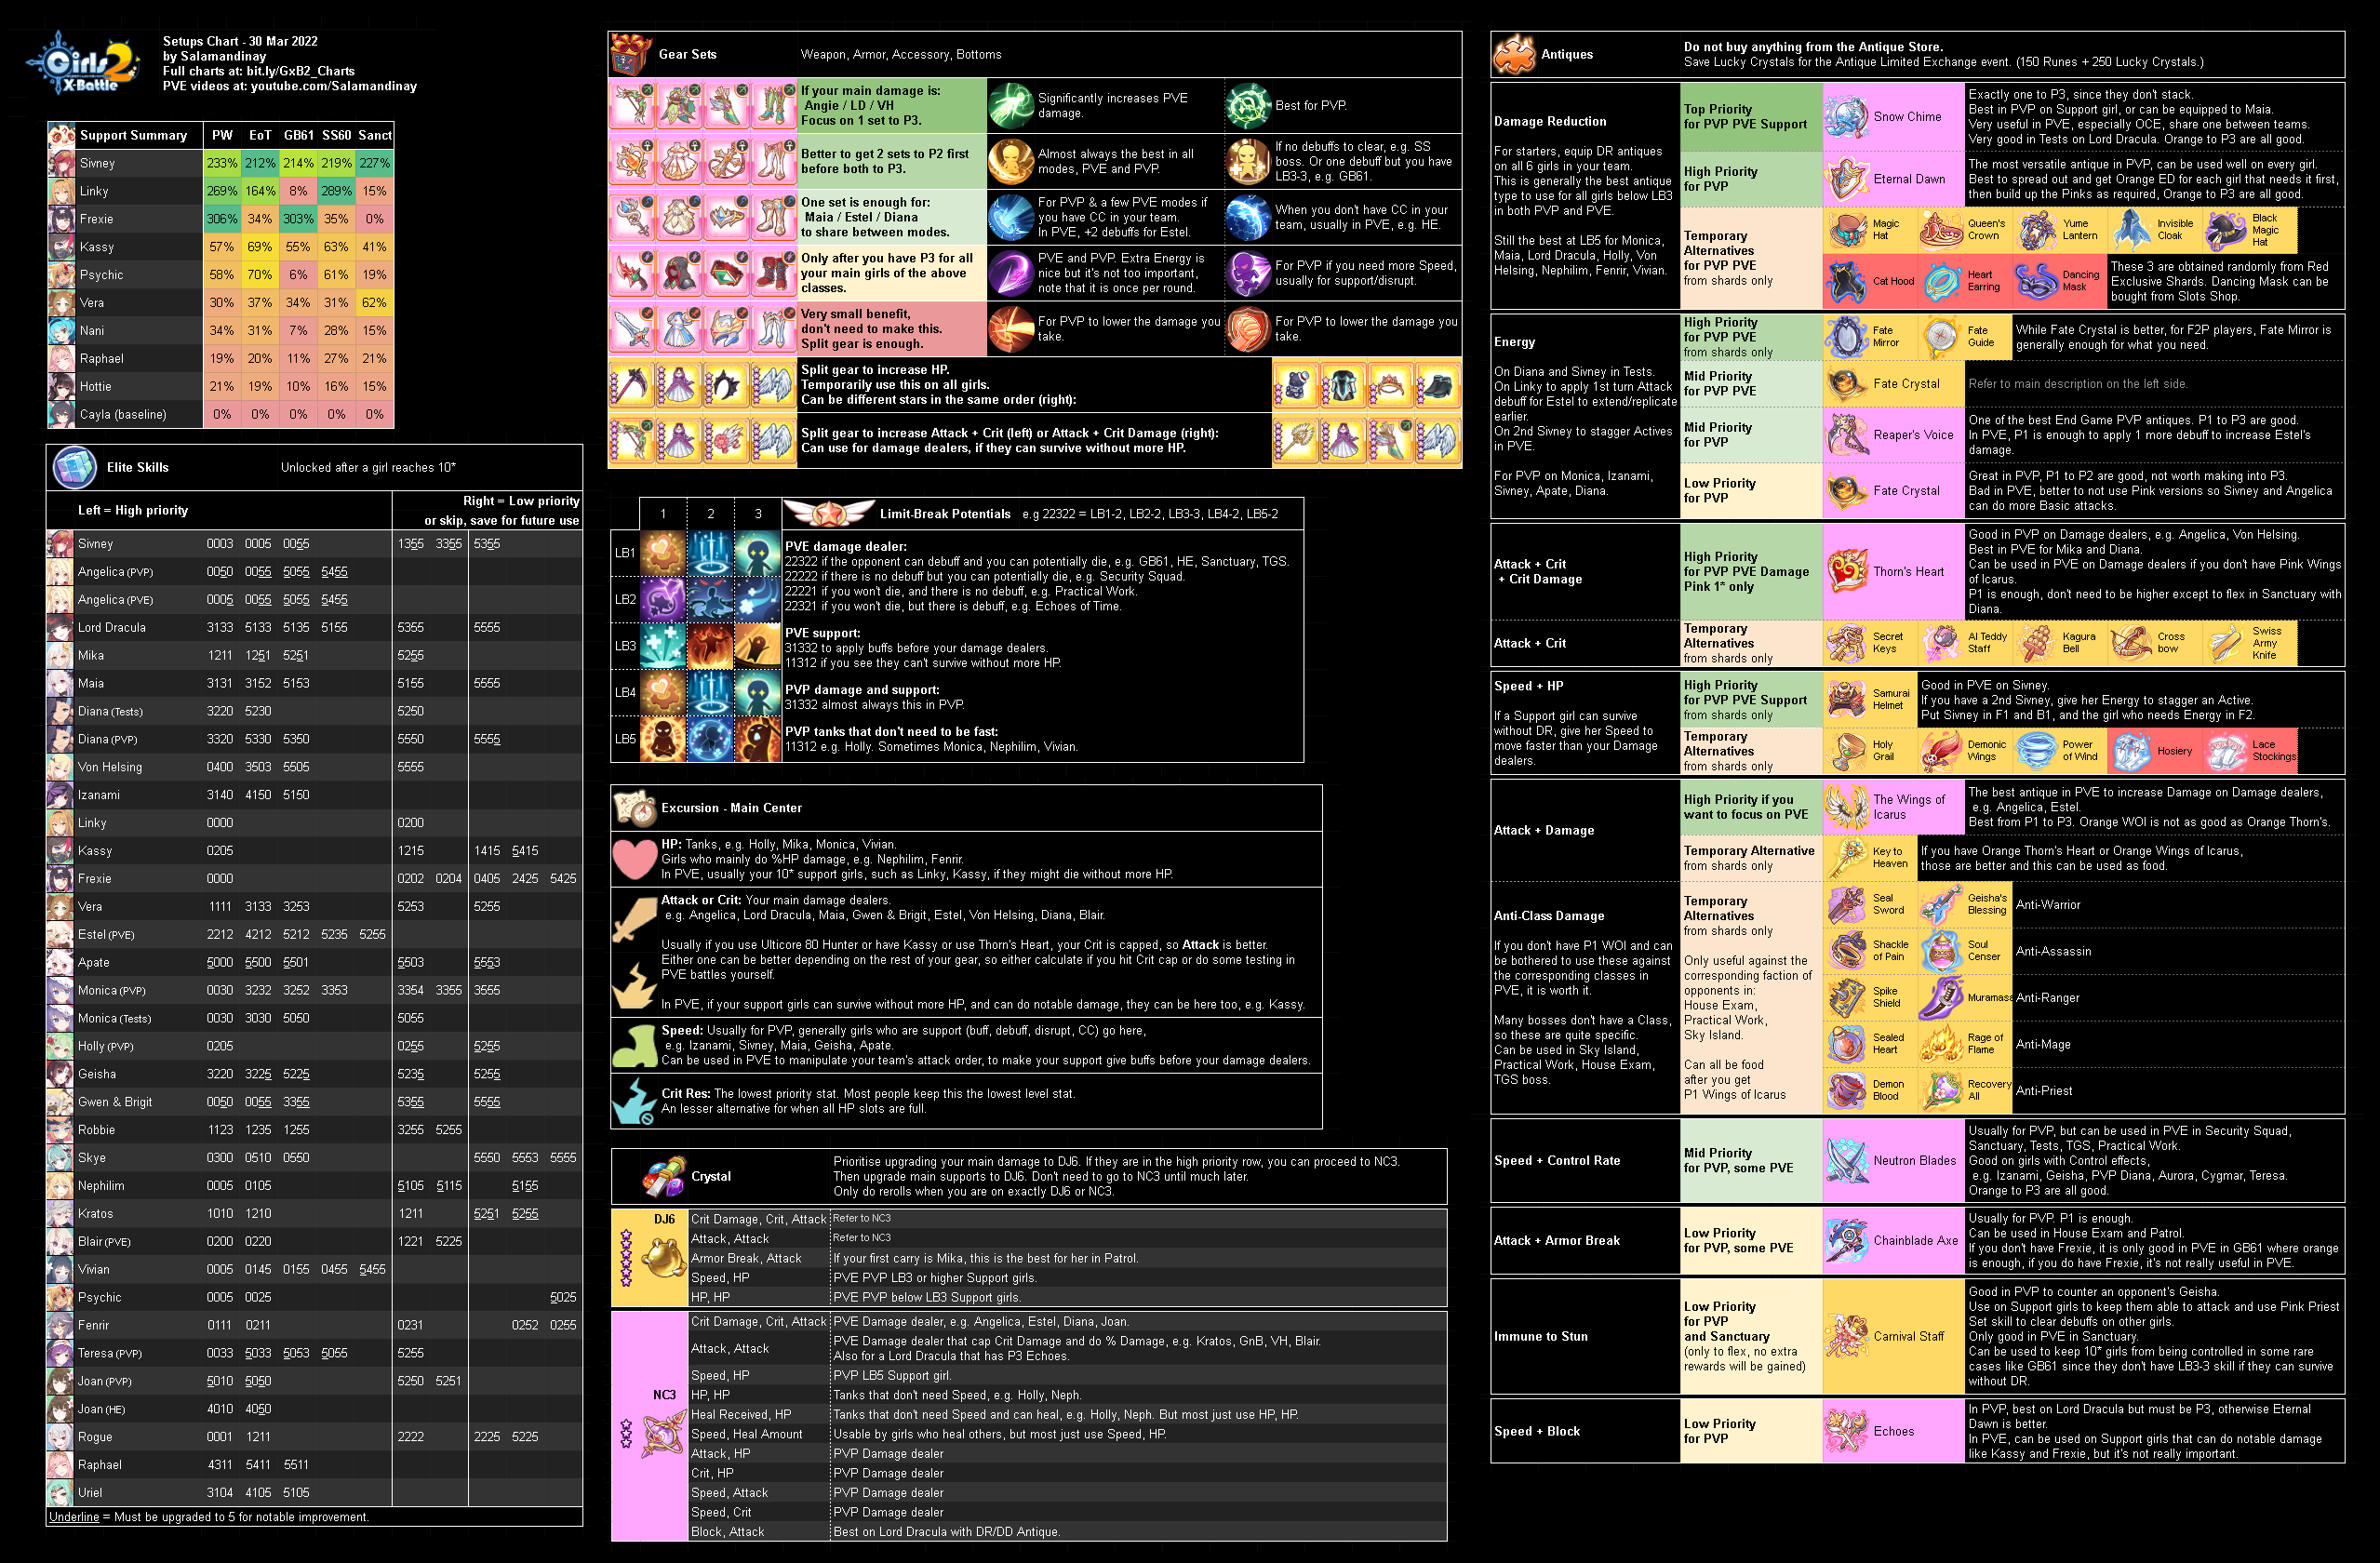 Girls 2
X-Battle
Setups Chart - 30 Mar 2022
by Salamandinay
Full charts at: bit.ly/GxB2_Charts
PVE videos at: youtube.com/Salamandinay
Support Summary PW EoT GB61 SS60 Sanct
Sivney 233% 212% 214% 219% 227%
Linky 269% 164% 8% 289% 15%
Frexie 306% 34% 303% 35% 0%
Kassy 57% 69% 55% 63% 41%
Psychic 58% 70% 6% 61% 19%
Vera 30% 37% 34% 31% 62%
Nani 34% 31% 7% 28% 15%
Raphael 19% 20% 11% 27% 21%
Hottie 21% 19% 10% 16% 15%
Cayla (baseline) 0% 0% 0% 0% 0%
Elite Skills Unlocked after a girl reaches 10*
Left = High priority Right = Low priority
or skip, save for future use
Sivney 0003 0005 0055 1355 3355 5355
Angelica (PVP) 0050 0055 5055 5455
Angelica (PVE) 0005 0055 5055 5455
Lord Dracula 3133 5133 5135 5155 5355 5555
Mika 1211 1251 5251 5255
Maia 3131 3152 5153 5155 5555
Diana (Tests) 3220 5230 5250
Diana (PVP) 3320 5330 5350 5550 5555
Von Helsing 0400 3503 5505 5555
Izanami 3140 4150 5150
Linky 0000 0200
Kassy 0205 1215 1415 5415
Frexie 0000 0202 0204 0405 2425 5425
Vera 1111 3133 3253 5253 5255
Estel (PVE) 2212 4212 5212 5235 5255
Apate 5000 5500 5501 5503 5553
Monica (PVP) 0030 3232 3252 3353 3354 3355 3555
Monica (Tests) 0030 3030 5050 5055
Holly (PVP) 0205 0255 5255
Geisha 3220 3225 5225 5235 5255
Gwen & Brigit 0050 0055 3355 5355 5555
Robbie 1123 1235 1255 3255 5255
Skye 0300 0510 0550 5550 5553 5555
Nephilim 0005 0105 5105 5115 5155
Kratos 1010 1210 1211 5251 5255
Blair (PVE) 0200 0220 1221 5225
Vivian 0005 0145 0155 0455 5455
Psychic 0005 0025 5025
Fenrir 0111 0211 0231 0252 0255
Teresa (PVP) 0033 5033 5053 5055 5255
Joan (PVP) 5010 5050 5250 5251
Joan (HE) 4010 4050
Rogue 0001 1211 2222 2225 5225
Raphael 4311 5411 5511
Uriel 3104 4105 5105
Underline = Must be upgraded to 5 for notable improvement.
Gear Sets Weapon, Armor, Accessory, Bottoms
If your main damage is:
Angie / LD / VH
Focus on 1 set to P3.
Significantly increases PVE
damage.
Best for PVP.
Better to get 2 sets to P2 first
before both to P3.
Almost always the best in all
modes, PVE and PVP.
If no debuffs to clear, e.g. SS
boss. Or one debuff but you have
LB3-3, e.g. GB61.
One set is enough for:
Maia / Estel / Diana
to share between modes.
For PVP & a few PVE modes if
you have CC in your team.
In PVE, +2 debuffs for Estel.
When you don't have CC in your
team, usually in PVE, e.g. HE.
Only after you have P3 for all
your main girls of the above
classes.
PVE and PVP. Extra Energy is
nice but it's not too important,
note that it is once per round.
For PVP if you need more Speed,
usually for support/disrupt.
Very small benefit,
don't need to make this.
Split gear is enough.
For PVP to lower the damage you
take.
For PVP to lower the damage you
take.
Split gear to increase HP.
Temporarily use this on all girls.
Can be different stars in the same order (right):
Split gear to increase Attack + Crit (left) or Attack + Crit Damage (right):
Can use for damage dealers, if they can survive without more HP.
1 2 3 Limit-Break Potentials e.g 22322 = LB1-2, LB2-2, LB3-3, LB4-2, LB5-2
LB1
LB2
LB3
LB4
LB5
PVE damage dealer:
22322 if the opponent can debuff and you can potentially die, e.g. GB61, HE, Sanctuary, TGS.
22222 if there is no debuff but you can potentially die, e.g. Security Squad.
22221 if you won't die, and there is no debuff, e.g. Practical Work.
22321 if you won't die, but there is debuff, e.g. Echoes of Time.
PVE support:
31332 to apply buffs before your damage dealers.
11312 if you see they can't survive without more HP.
PVP damage and support:
31332 almost always this in PVP.
PVP tanks that don't need to be fast:
11312 e.g. Holly. Sometimes Monica, Nephilim, Vivian.
Excursion - Main Center
HP: Tanks, e.g. Holly, Mika, Monica, Vivian.
Girls who mainly do %HP damage, e.g. Nephilim, Fenrir.
In PVE, usually your 10* support girls, such as Linky, Kassy, if they might die without more HP.
Attack or Crit: Your main damage dealers.
e.g. Angelica, Lord Dracula, Maia, Gwen & Brigit, Estel, Von Helsing, Diana, Blair.
Usually if you use Ulticore 80 Hunter or have Kassy or use Thorn's Heart, your Crit is capped, so Attack is better.
Either one can be better depending on the rest of your gear, so either calculate if you hit Crit cap or do some testing in
PVE battles yourself.
In PVE, if your support girls can survive without more HP, and can do notable damage, they can be here too, e.g. Kassy.
Speed: Usually for PVP, generally girls who are support (buff, debuff, disrupt, CC) go here,
e.g. Izanami, Sivney, Maia, Geisha, Apate.
Can be used in PVE to manipulate your team's attack order, to make your support give buffs before your damage dealers.
Crit Res: The lowest priority stat. Most people keep this the lowest level stat.
An lesser alternative for when all HP slots are full.
Crystal
Prioritise upgrading your main damage to DJ6. If they are in the high priority row, you can proceed to NC3.
Then upgrade main supports to DJ6. Don't need to go to NC3 until much later.
Only do rerolls when you are on exactly DJ6 or NC3.
DJ6
Crit Damage, Crit, Attack Refer to NC3
Attack, Attack Refer to NC3
Armor Break, Attack If your first carry is Mika, this is the best for her in Patrol.
Speed, HP PVE PVP LB3 or higher Support girls.
HP, HP PVE PVP below LB3 Support girls.
NC3
Crit Damage, Crit, Attack PVE Damage dealer, e.g. Angelica, Estel, Diana, Joan.
Attack, Attack PVE Damage dealer that cap Crit Damage and do % Damage, e.g. Kratos, GnB, VH, Blair.
Also for a Lord Dracula that has P3 Echoes.
Speed, HP PVP LB5 Support girl.
HP, HP Tanks that don't need Speed, e.g. Holly, Neph.
Heal Received, HP Tanks that don't need Speed and can heal, e.g. Holly, Neph. But most just use HP, HP.
Speed, Heal Amount Usable by girls who heal others, but most just use Speed, HP.
Attack, HP PVP Damage dealer
Crit, HP PVP Damage dealer
Speed, Attack PVP Damage dealer
Speed, Crit PVP Damage dealer
Block, Attack Best on Lord Dracula with DR/DD Antique.
Antiques
Do not buy anything from the Antique Store.
Save Lucky Crystals for the Antique Limited Exchange event. (150 Runes + 250 Lucky Crystals.)
Damage Reduction
For starters, equip DR antiques
on all 6 girls in your team.
This is generally the best antique
type to use for all girls below LB3
in both PVP and PVE.
Still the best at LB5 for Monica,
Maia, Lord Dracula, Holly, Von
Helsing, Nephilim, Fenrir, Vivian.
Top Priority
for PVP PVE Support
Snow Chime
Exactly one to P3, since they don't stack.
Best in PVP on Support girl, or can be equipped to Maia.
Very useful in PVE, especially OCE, share one between teams.
Very good in Tests on Lord Dracula. Orange to P3 are all good.
High Priority
for PVP
Eternal Dawn
The most versatile antique in PVP, can be used well on every girl.
Best to spread out and get Orange ED for each girl that needs it first,
then build up the Pinks as required, Orange to P3 are all good.
Temporary
Alternatives
for PVP PVE
from shards only
Magic
Hat
Queen's
Crown
Yume
Lantern
Invisible
Cloak
Black
Magic
Hat
Cat Hood
Heart
Earring
Dancing
Mask
These 3 are obtained randomly from Red
Exclusive Shards. Dancing Mask can be
bought from Slots Shop.
Energy
On Diana and Sivney in Tests.
On Linky to apply 1st turn Attack
debuff for Estel to extend/replicate
earlier.
On 2nd Sivney to stagger Actives
in PVE.
For PVP on Monica, Izanami,
Sivney, Apate, Diana.
High Priority
for PVP PVE
from shards only
Fate
Mirror
Fate
Guide
While Fate Crystal is better, for F2P players, Fate Mirror is
generally enough for what you need.
Mid Priority
for PVP PVE
Fate Crystal
Refer to main description on the left side.
Mid Priority
for PVP
Reaper's Voice
One of the best End Game PVP antiques. P1 to P3 are good.
In PVE, P1 is enough to apply 1 more debuff to increase Estel's
damage.
Low Priority
for PVP
Fate Crystal
Great in PVP, P1 to P2 are good, not worth making into P3.
Bad in PVE, better to not use Pink versions so Sivney and Angelica
can do more Basic attacks.
Attack + Crit
+ Crit Damage
High Priority
for PVP PVE Damage
Pink 1* only
Thorn's Heart
Good in PVP on Damage dealers, e.g. Angelica, Von Helsing.
Best in PVE for Mika and Diana.
Can be used in PVE on Damage dealers if you don't have Pink Wings
of Icarus.
P1 is enough, don't need to be higher except to flex in Sanctuary with
Diana.
Attack + Crit
Temporary
Alternatives
from shards only
Secret
Keys
AI Teddy
Staff
Kagura
Bell
Cross
bow
Swiss
Army
Knife
Speed + HP
If a Support girl can survive
without DR, give her Speed to
move faster than your Damage
dealers.
High Priority
for PVP PVE Support
from shards only
Samurai
Helmet
Good in PVE on Sivney.
If you have a 2nd Sivney, give her Energy to stagger an Active.
Put Sivney in F1 and B1, and the girl who needs Energy in F2.
Temporary
Alternatives
from shards only
Holy
Grail
Demonic
Wings
Power
of Wind
Hosiery
Lace
Stockings
Attack + Damage
High Priority if you
want to focus on PVE
The Wings of
Icarus
The best antique in PVE to increase Damage on Damage dealers,
e.g. Angelica, Estel.
Best from P1 to P3. Orange WOI is not as good as Orange Thorn's.
Temporary Alternative
from shards only
Key to
Heaven
If you have Orange Thorn's Heart or Orange Wings of Icarus,
those are better and this can be used as food.
Anti-Class Damage
If you don't have P1 WOI and can
be bothered to use these against
the corresponding classes in
PVE, it is worth it.
Many bosses don't have a Class,
so these are quite specific.
Can be used in Sky Island,
Practical Work, House Exam,
TGS boss.
Temporary
Alternatives
from shards only
Only useful against the
corresponding faction of
opponents in:
House Exam,
Practical Work,
Sky Island.
Can all be food
after you get
P1 Wings of Icarus
Seal
Sword
Geisha's
Blessing
Anti-Warrior
Shackle
of Pain
Soul
Censer
Anti-Assassin
Spike
Shield
Muramasa
Anti-Ranger
Sealed
Heart
Rage of
Flame
Anti-Mage
Demon
Blood
Recovery
All
Anti-Priest
Speed + Control Rate
Mid Priority
for PVP, some PVE
Neutron Blades
Usually for PVP, but can be used in PVE in Security Squad,
Sanctuary, Tests, TGS, Practical Work.
Good on girls with Control effects,
e.g. Izanami, Geisha, PVP Diana, Aurora, Cygmar, Teresa.
Orange to P3 are all good.
Attack + Armor Break
Low Priority
for PVP, some PVE
Chainblade Axe
Usually for PVP. P1 is enough.
Can be used in House Exam and Patrol.
If you don't have Frexie, it is only good in PVE in GB61 where orange
is enough, if you do have Frexie, it's not really useful in PVE.
Immune to Stun
Low Priority
for PVP
and Sanctuary
(only to flex, no extra
rewards will be gained)
Carnival Staff
Good in PVP to counter an opponent's Geisha.
Use on Support girls to keep them able to attack and use Pink Priest
Set skill to clear debuffs on other girls.
Only good in PVE in Sanctuary.
Can be used to keep 10* girls from being controlled in some rare
cases like GB61 since they don't have LB3-3 skill if they can survive
without DR.
Speed + Block
Low Priority
for PVP
Echoes
In PVP, best on Lord Dracula but must be P3, otherwise Eternal
Dawn is better.
In PVE, can be used on Support girls that can do notable damage
like Kassy and Frexie, but it's not really important.